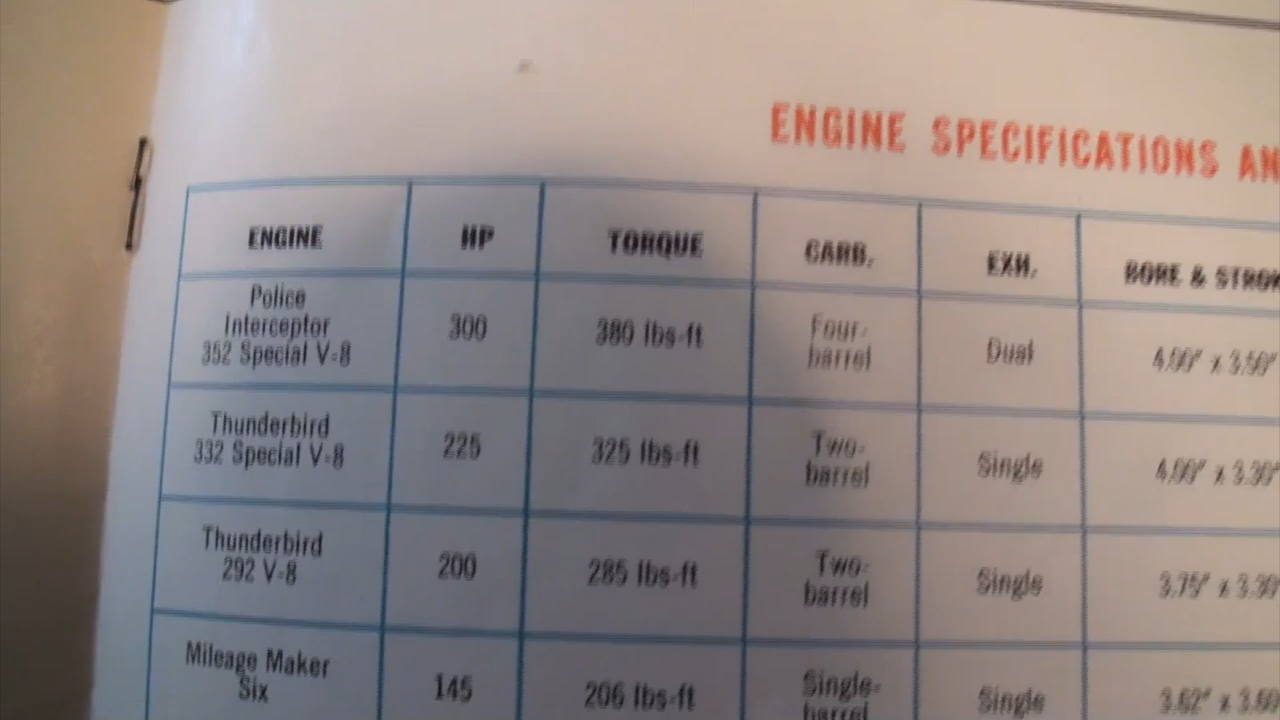 ENGINE SPECIFICATIONS AN
ENGINE HP TORQUE CARB. EXH. BORE & STROK
Police
Interceptor
352 Special V-8 300 380 lbs-ft Four-
barrel Dual 4.00" x 3.50"
Thunderbird
332 Special V-8 225 325 lbs-ft Two-
barrel Single 4.00" x 3.30"
Thunderbird
292 V-8 200 285 lbs-ft Two-
barrel Single 3.75" x 3.30
Mileage Maker
Six 145 206 lbs-ft Single-
barrel Single 3.62" x 3.60